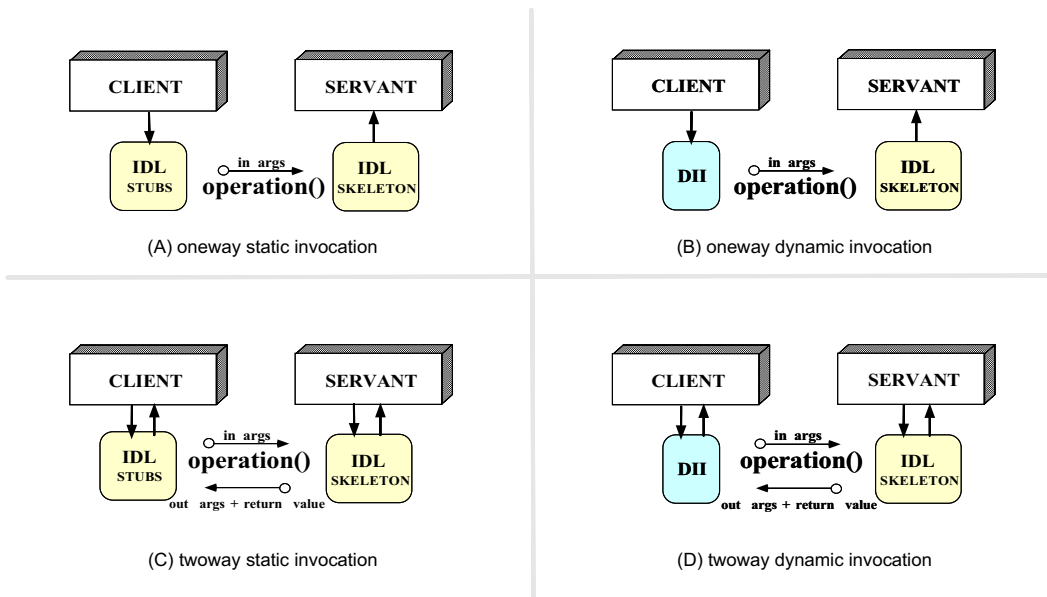 CLIENT
SERVANT
IDL
STUBS
in args
operation()
IDL
SKELETON
(A) oneway static invocation
CLIENT
SERVANT
DII
in args
operation()
IDL
SKELETON
(B) oneway dynamic invocation
CLIENT
SERVANT
IDL
STUBS
in args
operation()
out args + return value
IDL
SKELETON
(C) twoway static invocation
CLIENT
SERVANT
DII
in args
operation()
out args + return value
IDL
SKELETON
(D) twoway dynamic invocation